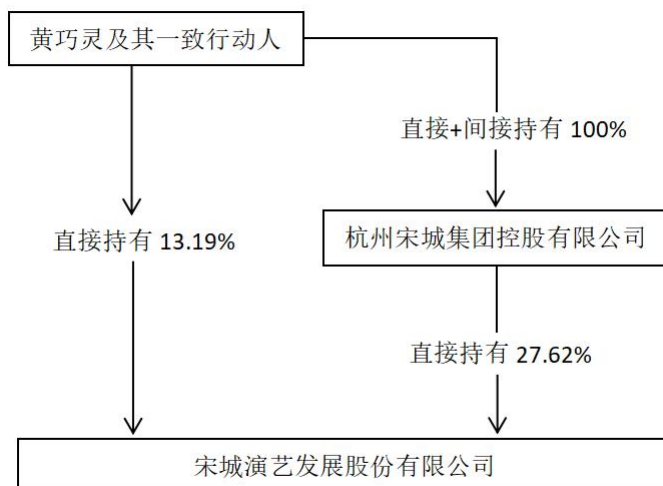 黄巧灵及其一致行动人
直接+间接持有 100%
直接持有 13.19%
杭州宋城集团控股有限公司
直接持有 27.62%
宋城演艺发展股份有限公司